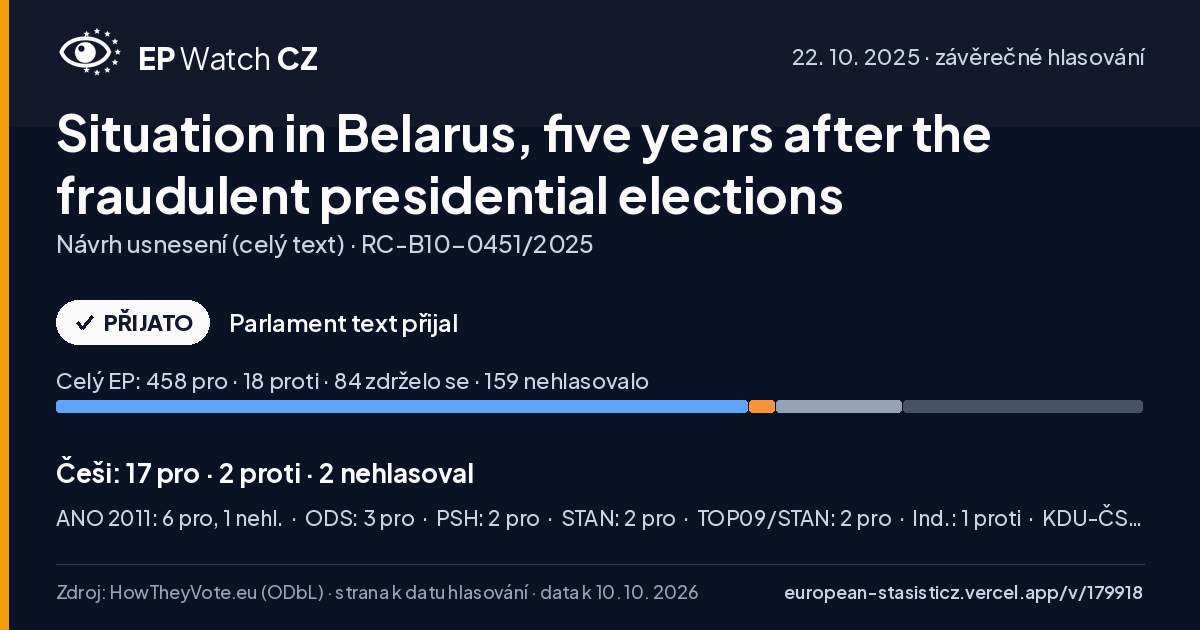 EP Watch CZ
22. 10. 2025 · závěrečné hlasování
Situation in Belarus, five years after the
fraudulent presidential elections
Návrh usnesení (celý text) · RC-B10-0451/2025
✓ PŘIJATO
Parlament text přijal
Celý EP: 458 pro · 18 proti · 84 zdrželo se · 159 nehlasovalo
Češi: 17 pro · 2 proti · 2 nehlasoval
ANO 2011: 6 pro, 1 nehl. · ODS: 3 pro · PSH: 2 pro · STAN: 2 pro · TOP09/STAN: 2 pro · Ind.: 1 proti · KDU-ČS…
Zdroj: HowTheyVote.eu (ODbL) · strana k datu hlasování · data k 10. 10. 2026
european-stasisticz.vercel.app/v/179918